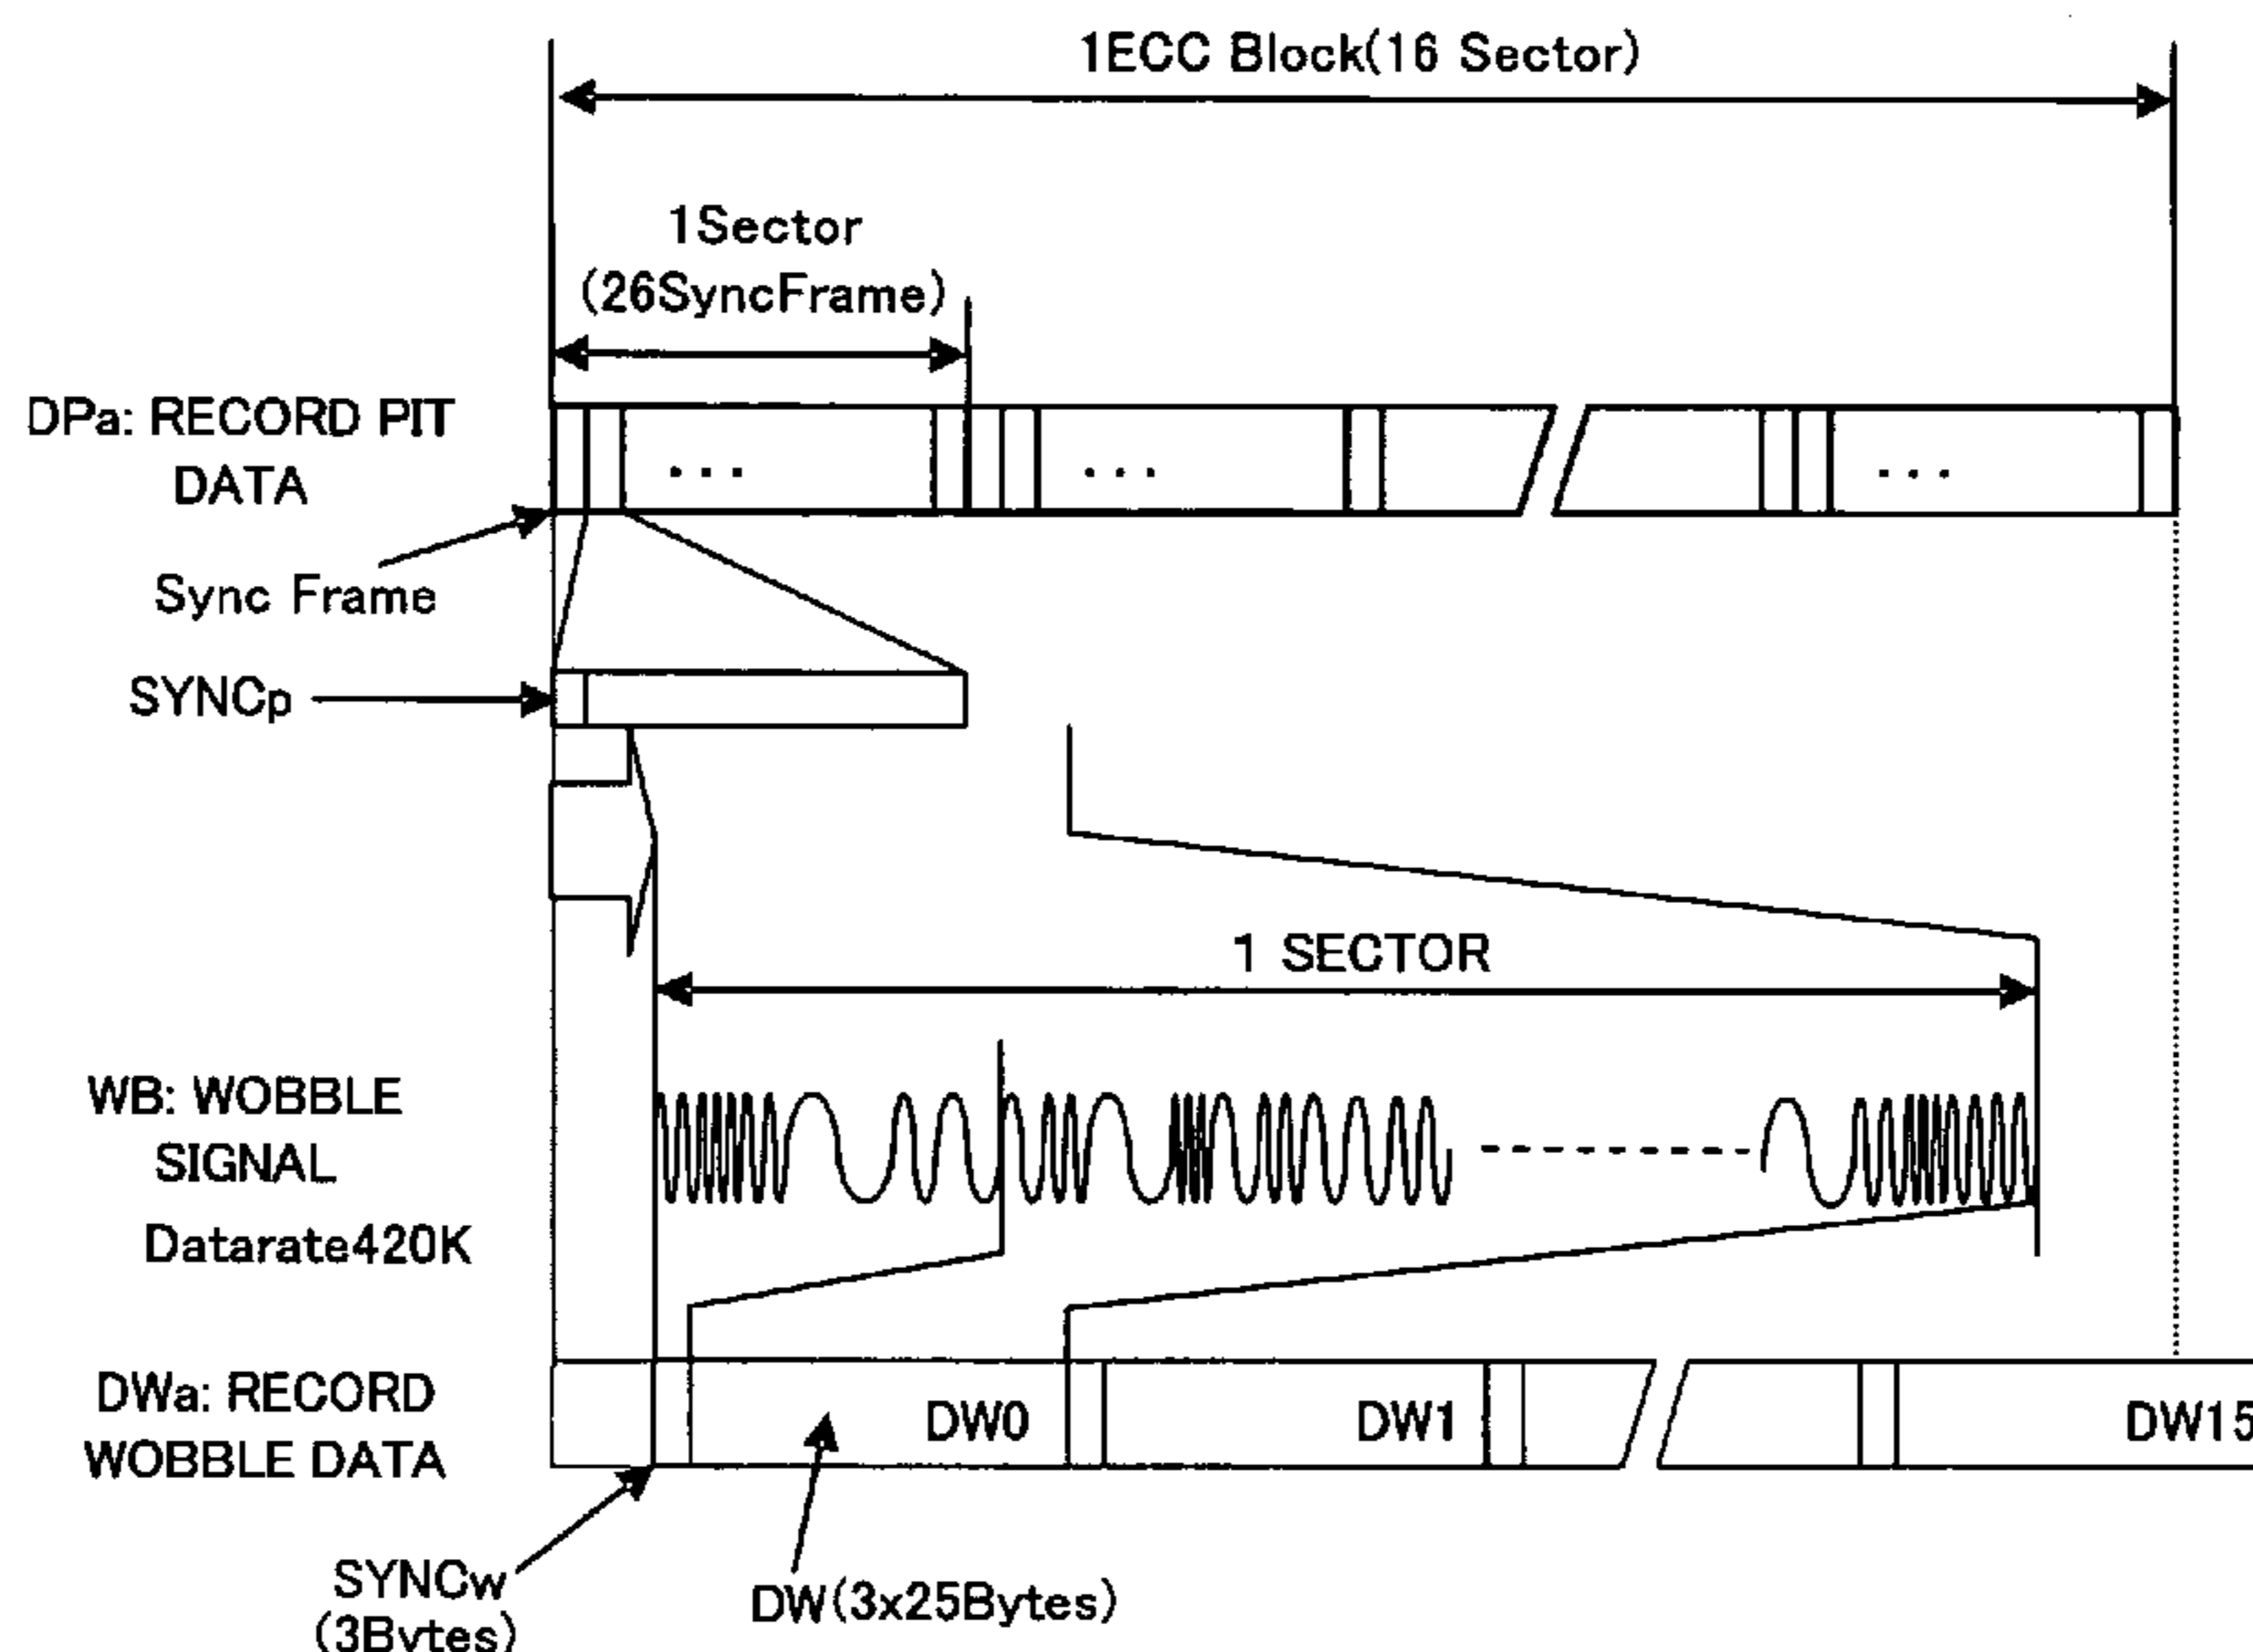 1ECC Block(16 Sector)
1Sector
(26SyncFrame)
DPa: RECORD PIT
DATA
...
...
...
Sync Frame
SYNCp
1 SECTOR
WB: WOBBLE
SIGNAL
Datarate420K
DWa: RECORD
WOBBLE DATA
DW0
DW1
DW15
SYNCw
(3Bytes)
DW(3x25Bytes)